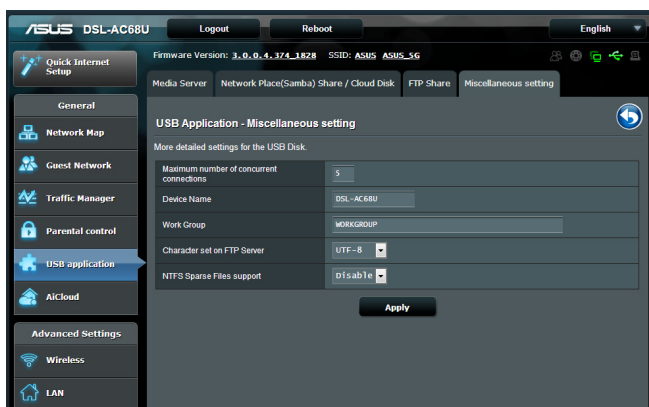 ASUS DSL-AC68U Logout Reboot English
Quick Internet Setup
Firmware Version: 3.0.0.4.374_1828 SSID: ASUS ASUS_5G
Media Server Network Place(Samba) Share / Cloud Disk FTP Share Miscellaneous setting
General
Network Map
Guest Network
Traffic Manager
Parental control
USB application
AiCloud
Advanced Settings
Wireless
LAN
USB Application - Miscellaneous setting
More detailed settings for the USB Disk.
Maximum number of concurrent connections 5
Device Name DSL-AC68U
Work Group WORKGROUP
Character set on FTP Server UTF-8
NTFS Sparse Files support Disable
Apply